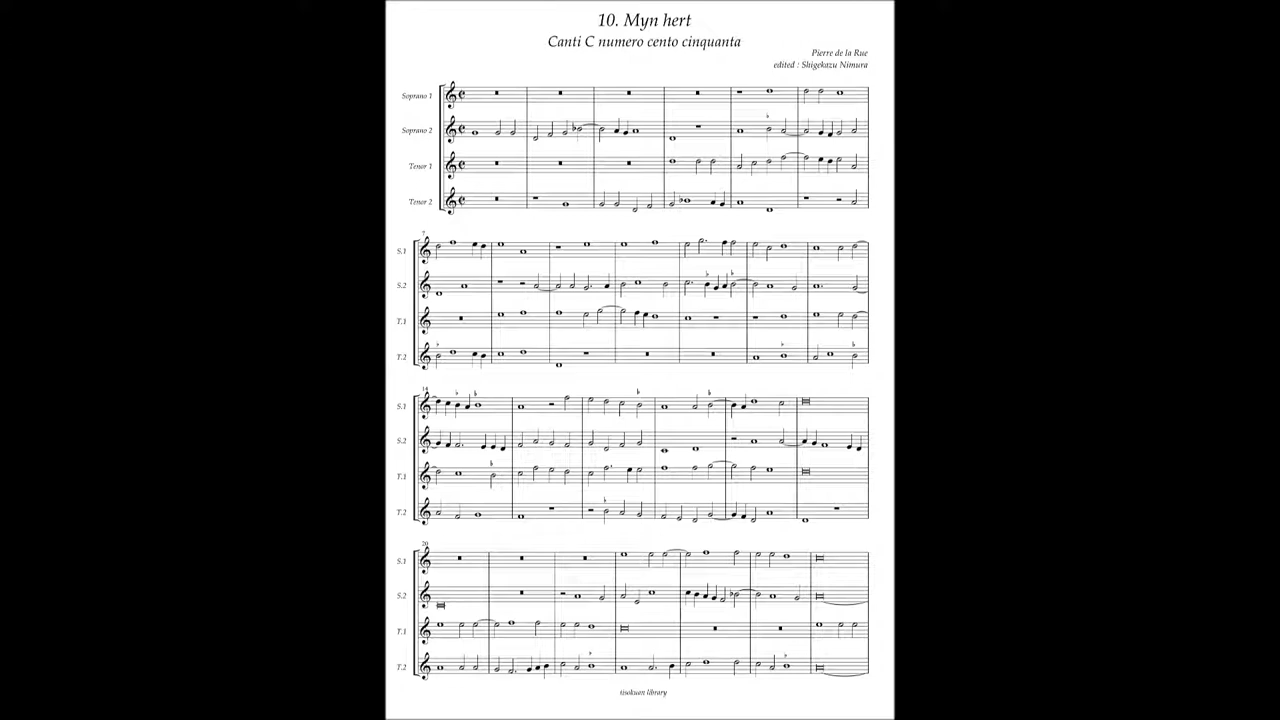 10. Myn hert
Canti C numero cento cinquanta
Pierre de la Rue
edited : Shigekazu Nimura
Soprano 1
Soprano 2
Tenor 1
Tenor 2
7
S.1
S.2
T.1
T.2
14
S.1
S.2
T.1
T.2
20
S.1
S.2
T.1
T.2
tisokuan library